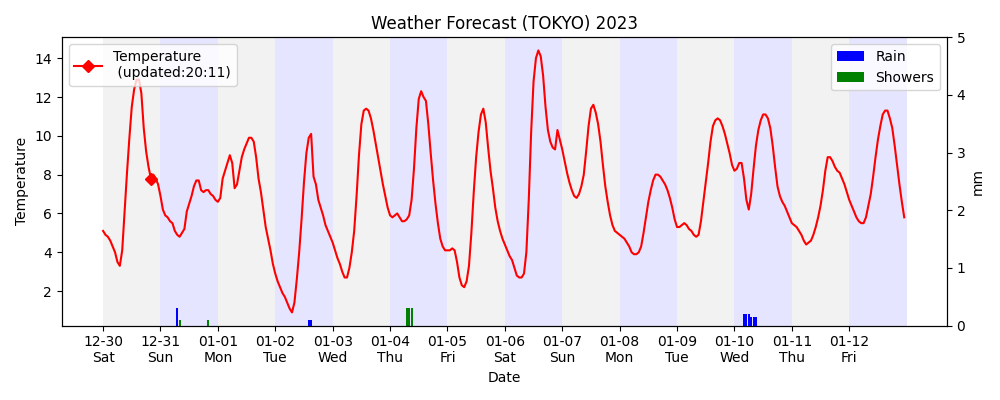 Weather Forecast (TOKYO) 2023
Temperature
(updated:20:11)
Rain
Showers
Temperature
14
12
10
8
6
4
2
5
4
3
2
1
0
mm
12-30 12-31 01-01 01-02 01-03 01-04 01-05 01-06 01-07 01-08 01-09 01-10 01-11 01-12
Sat Sun Mon Tue Wed Thu Fri Sat Sun Mon Tue Wed Thu Fri
Date